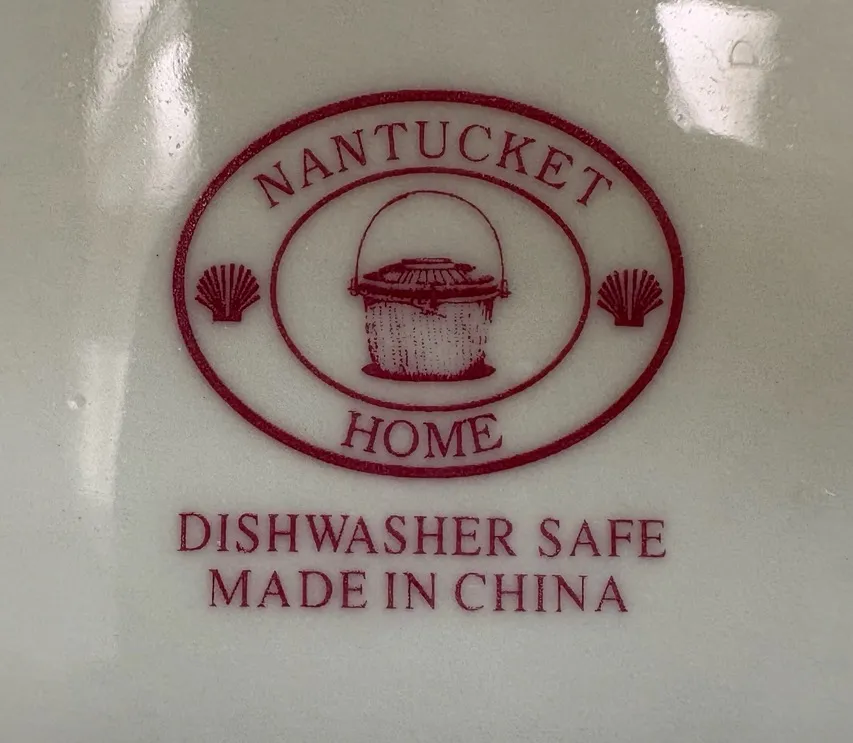 NANTUCKET
HOME
DISHWASHER SAFE
MADE IN CHINA